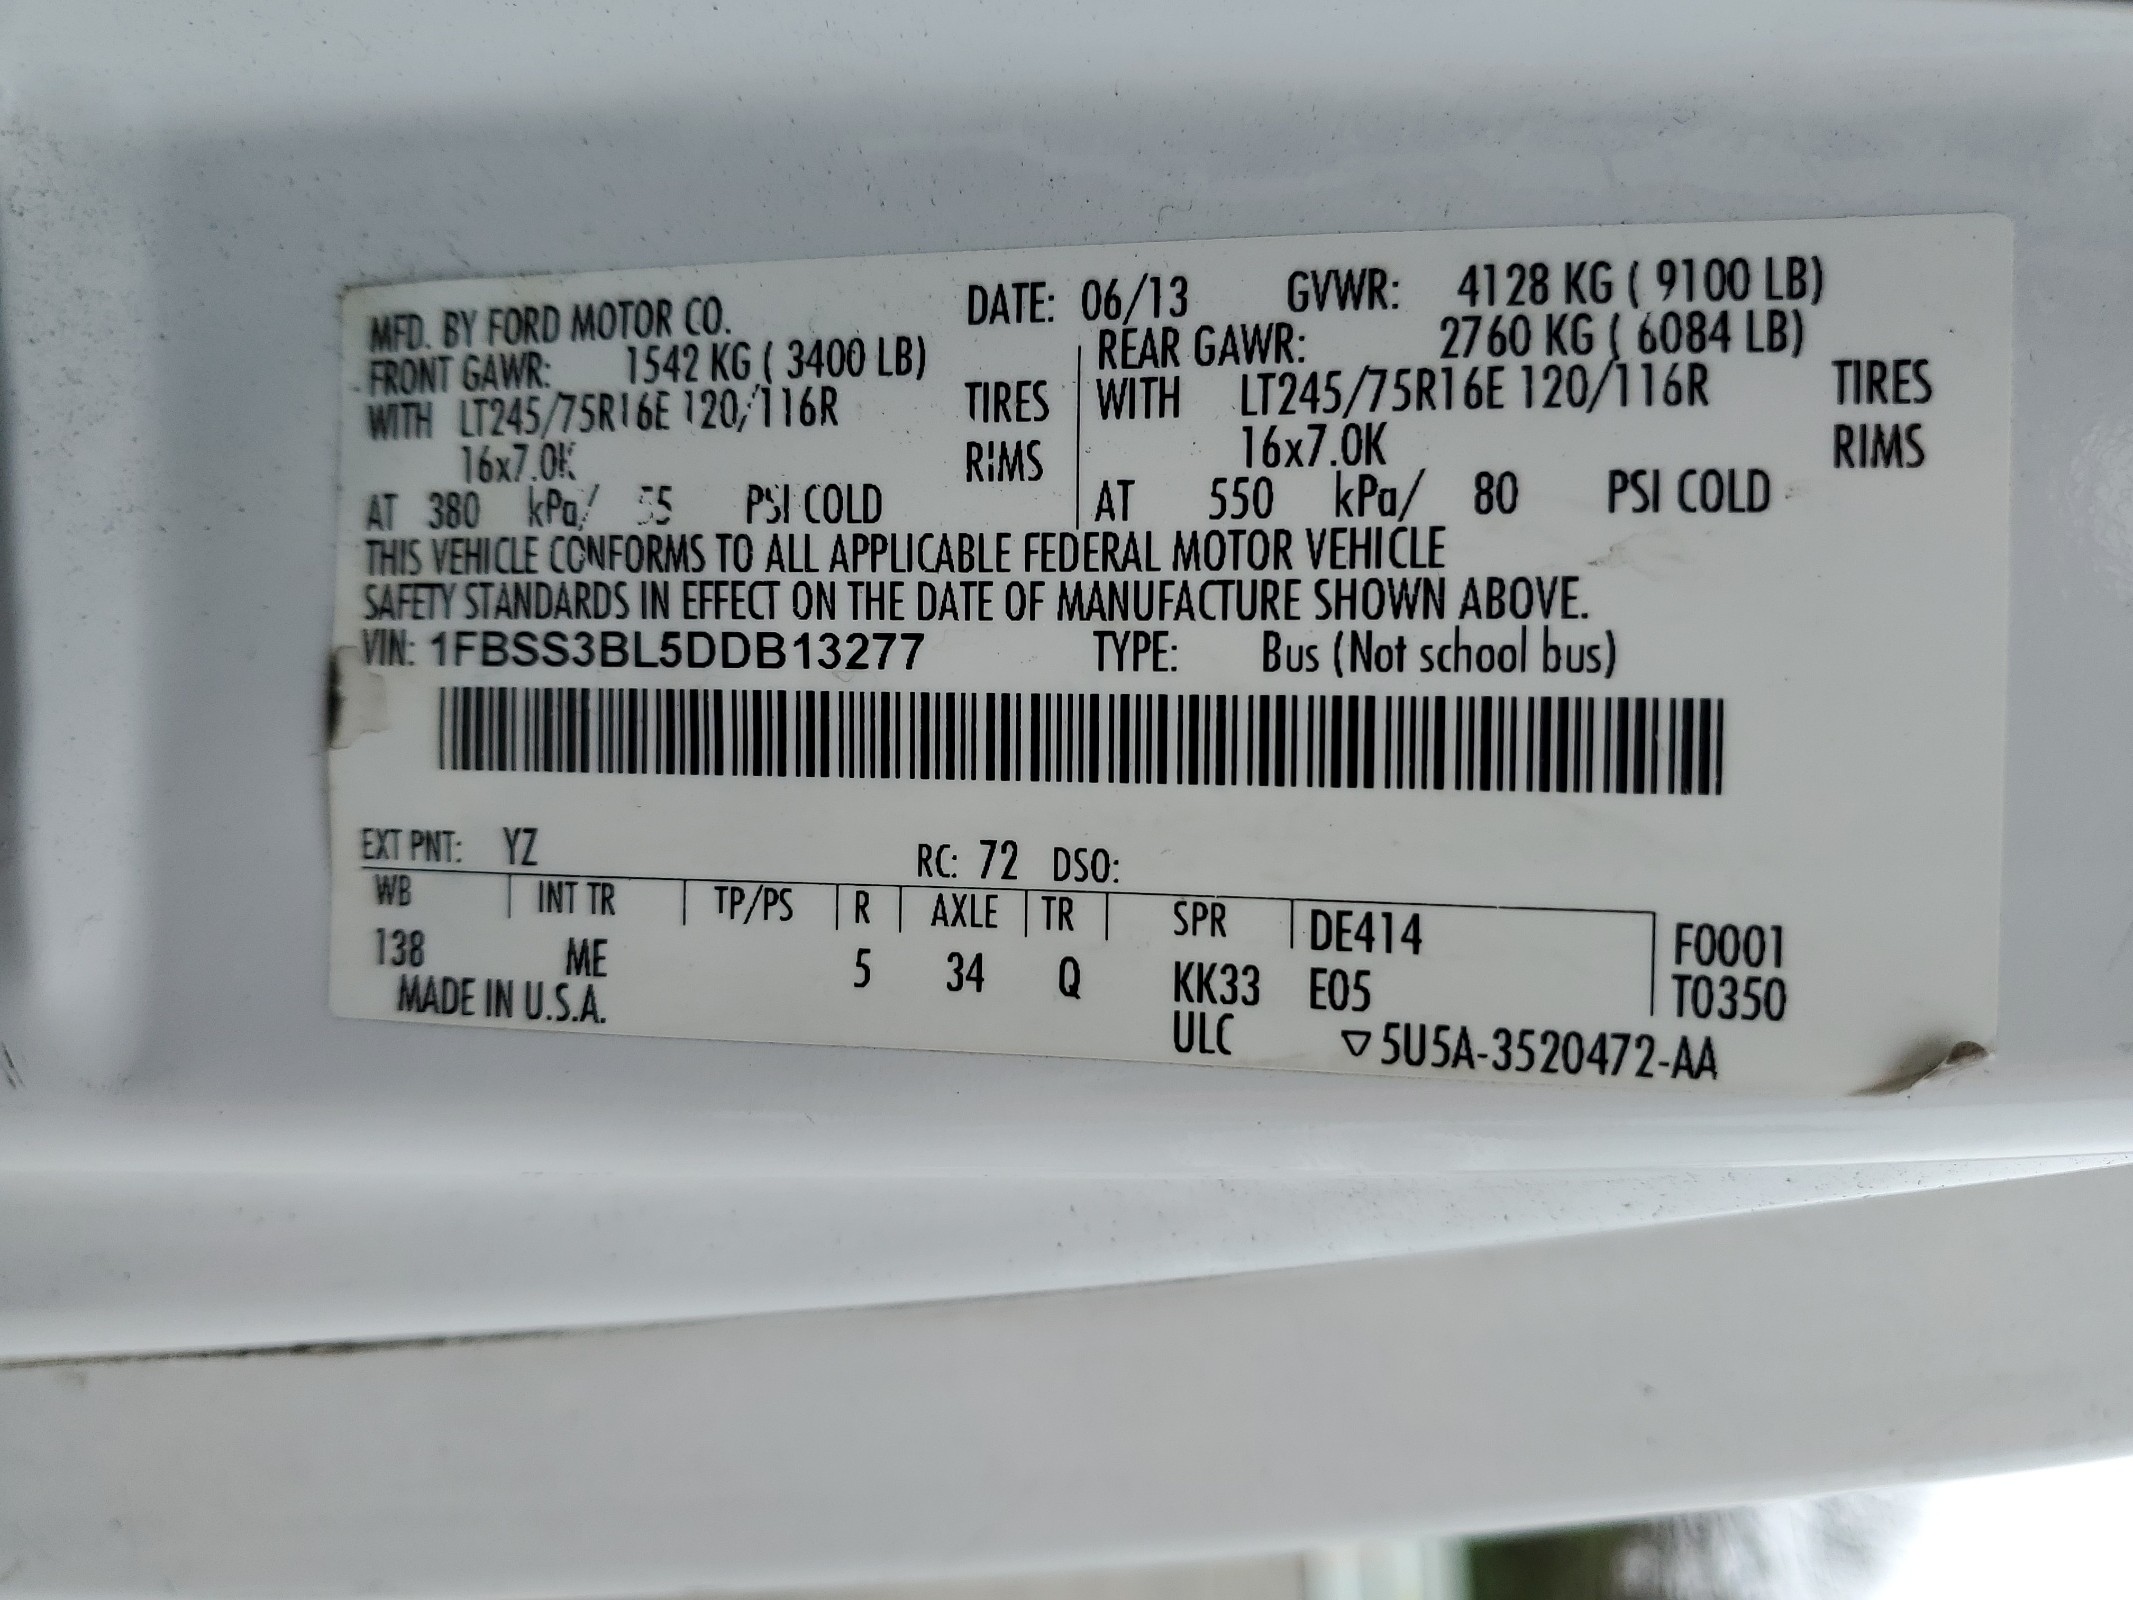 MFD. BY FORD MOTOR CO. DATE: 06/13 GVWR: 4128 KG ( 9100 LB)
FRONT GAWR: 1542 KG ( 3400 LB) REAR GAWR: 2760 KG ( 6084 LB)
WITH LT245/75R16E 120/116R TIRES WITH LT245/75R16E 120/116R TIRES
16x7.0K RIMS 16x7.0K RIMS
AT 380 kPa/ 55 PSI COLD AT 550 kPa/ 80 PSI COLD
THIS VEHICLE CONFORMS TO ALL APPLICABLE FEDERAL MOTOR VEHICLE
SAFETY STANDARDS IN EFFECT ON THE DATE OF MANUFACTURE SHOWN ABOVE.
VIN: 1FBSS3BL5DDB13277 TYPE: Bus (Not school bus)
EXT PNT: YZ RC: 72 DSO:
WB INT TR TP/PS R AXLE TR SPR DE414 F0001
138 ME 5 34 Q KK33 E05 T0350
MADE IN U.S.A. ULC ▽5U5A-3520472-AA